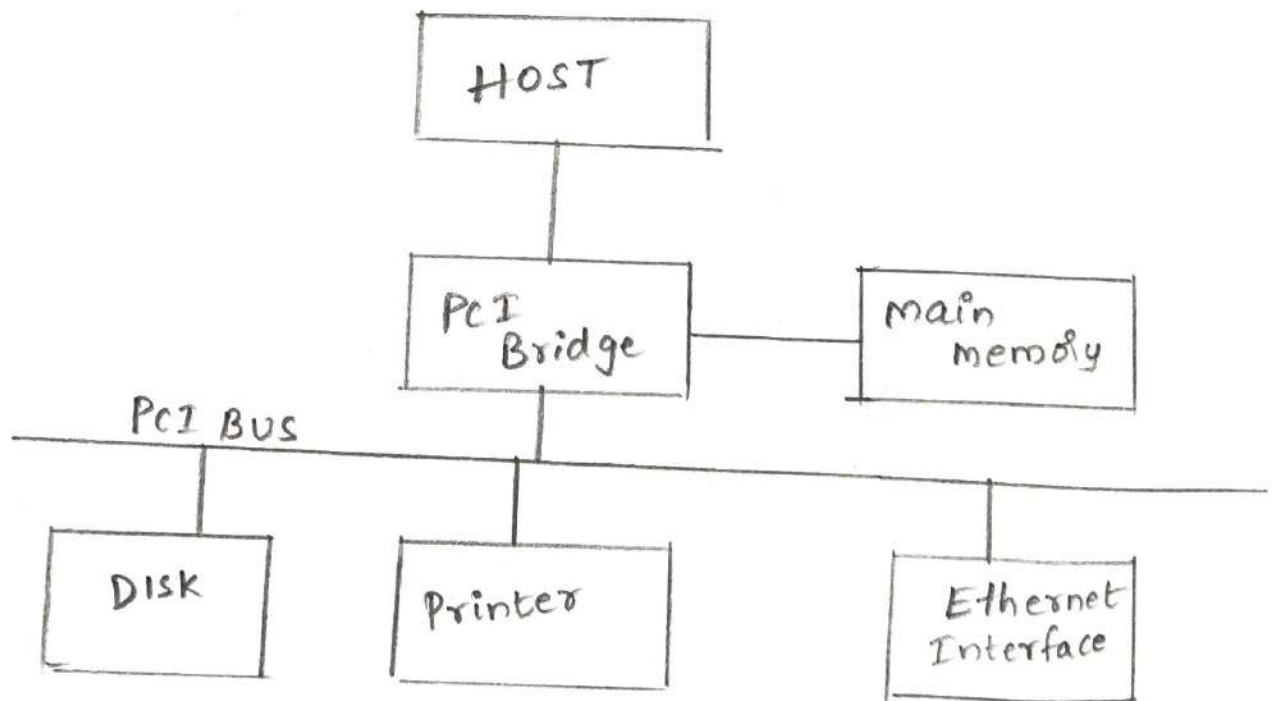 HOST
PCI
Bridge
main
memory
PCI BUS
DISK
Printer
Ethernet
Interface